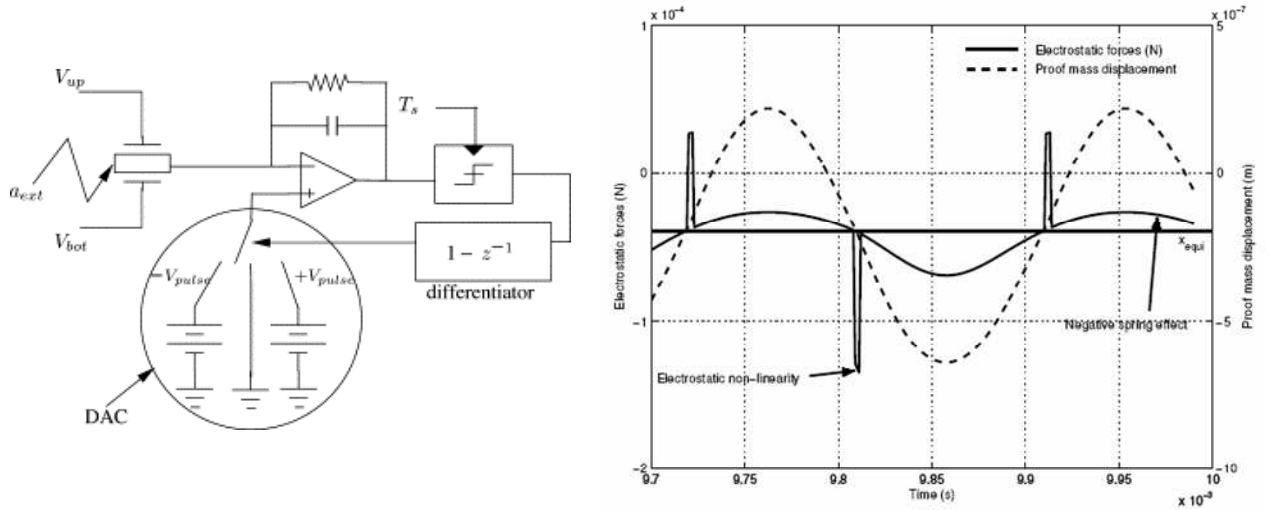 V_up
a_ext
V_bot
T_s
1 − z^−1
differentiator
−V_pulse
+V_pulse
DAC
x 10^−4
x 10^−7
1
0
−1
−2
5
0
−5
−10
Electrostatic forces (N)
Proof mass displacement
Electrostatic forces (N)
Proof mass displacement (m)
x_equi
Negative spring effect
Electrostatic non−linearity
9.7
9.75
9.8
9.85
9.9
9.95
10
Time (s)
x 10^−3